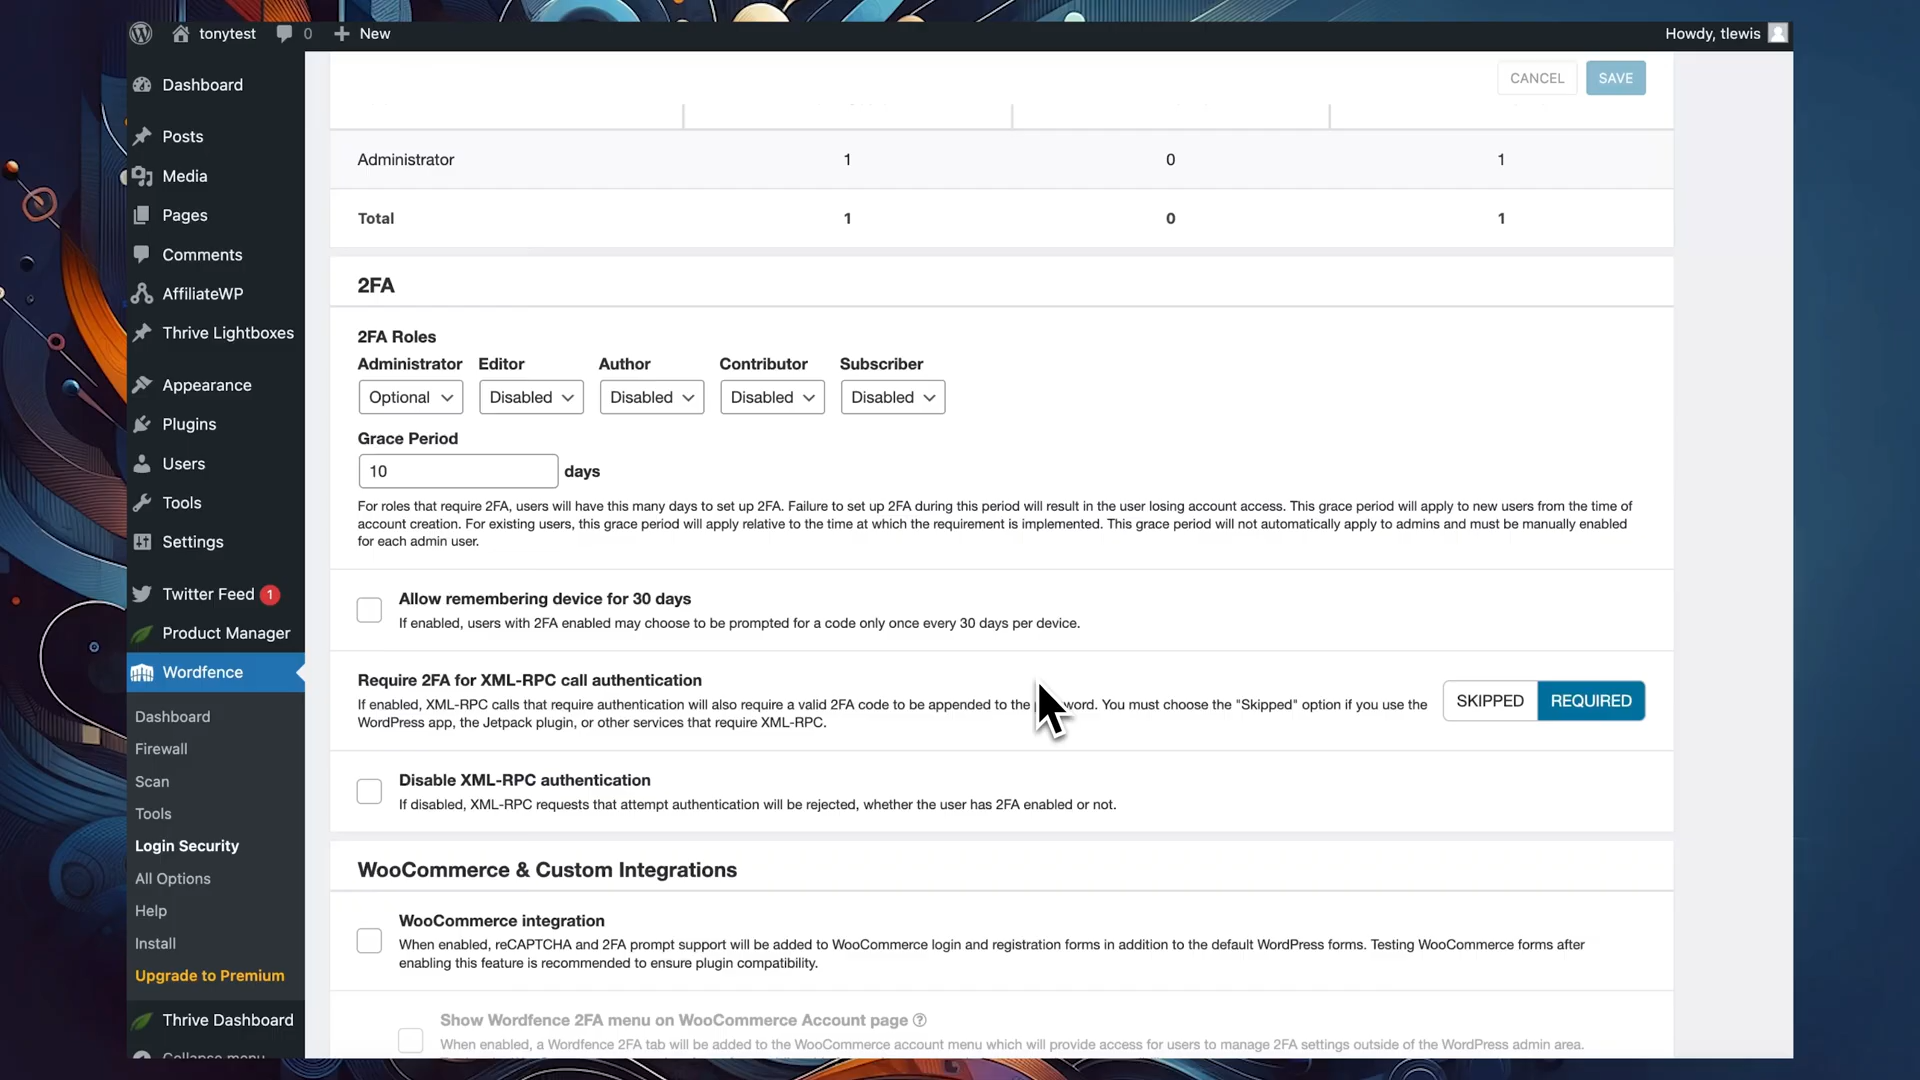 tonytest
0
New
Howdy, tlewis
Dashboard
Posts
Media
Pages
Comments
AffiliateWP
Thrive Lightboxes
Appearance
Plugins
Users
Tools
Settings
Twitter Feed 1
Product Manager
Wordfence
Dashboard
Firewall
Scan
Tools
Login Security
All Options
Help
Install
Upgrade to Premium
Thrive Dashboard
Collapse menu
CANCEL SAVE
Administrator 1 0 1
Total 1 0 1
2FA
2FA Roles
Administrator Editor Author Contributor Subscriber
Optional Disabled Disabled Disabled Disabled
Grace Period
10 days
For roles that require 2FA, users will have this many days to set up 2FA. Failure to set up 2FA during this period will result in the user losing account access. This grace period will apply to new users from the time of
account creation. For existing users, this grace period will apply relative to the time at which the requirement is implemented. This grace period will not automatically apply to admins and must be manually enabled
for each admin user.
Allow remembering device for 30 days
If enabled, users with 2FA enabled may choose to be prompted for a code only once every 30 days per device.
Require 2FA for XML-RPC call authentication
If enabled, XML-RPC calls that require authentication will also require a valid 2FA code to be appended to the password. You must choose the "Skipped" option if you use the
WordPress app, the Jetpack plugin, or other services that require XML-RPC.
SKIPPED REQUIRED
Disable XML-RPC authentication
If disabled, XML-RPC requests that attempt authentication will be rejected, whether the user has 2FA enabled or not.
WooCommerce & Custom Integrations
WooCommerce integration
When enabled, reCAPTCHA and 2FA prompt support will be added to WooCommerce login and registration forms in addition to the default WordPress forms. Testing WooCommerce forms after
enabling this feature is recommended to ensure plugin compatibility.
Show Wordfence 2FA menu on WooCommerce Account page
When enabled, a Wordfence 2FA tab will be added to the WooCommerce account menu which will provide access for users to manage 2FA settings outside of the WordPress admin area.